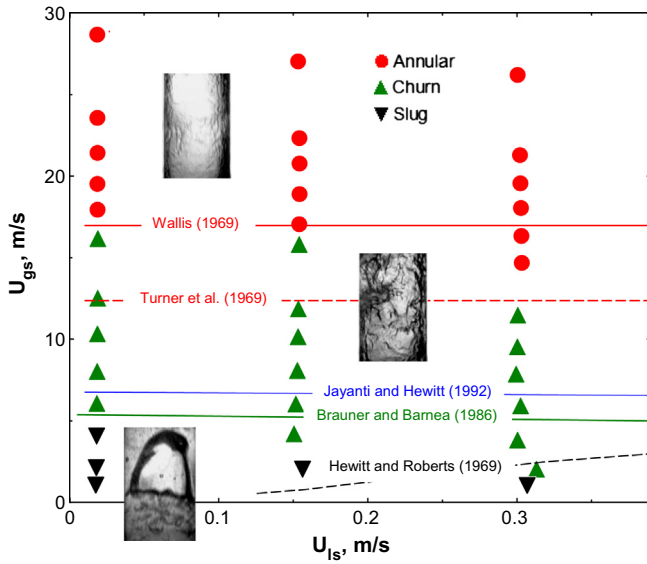 30
Annular
Churn
Slug
20
Wallis (1969)
U_gs, m/s
Turner et al. (1969)
10
Jayanti and Hewitt (1992)
Brauner and Barnea (1986)
Hewitt and Roberts (1969)
0
0 0.1 0.2 0.3
U_ls, m/s